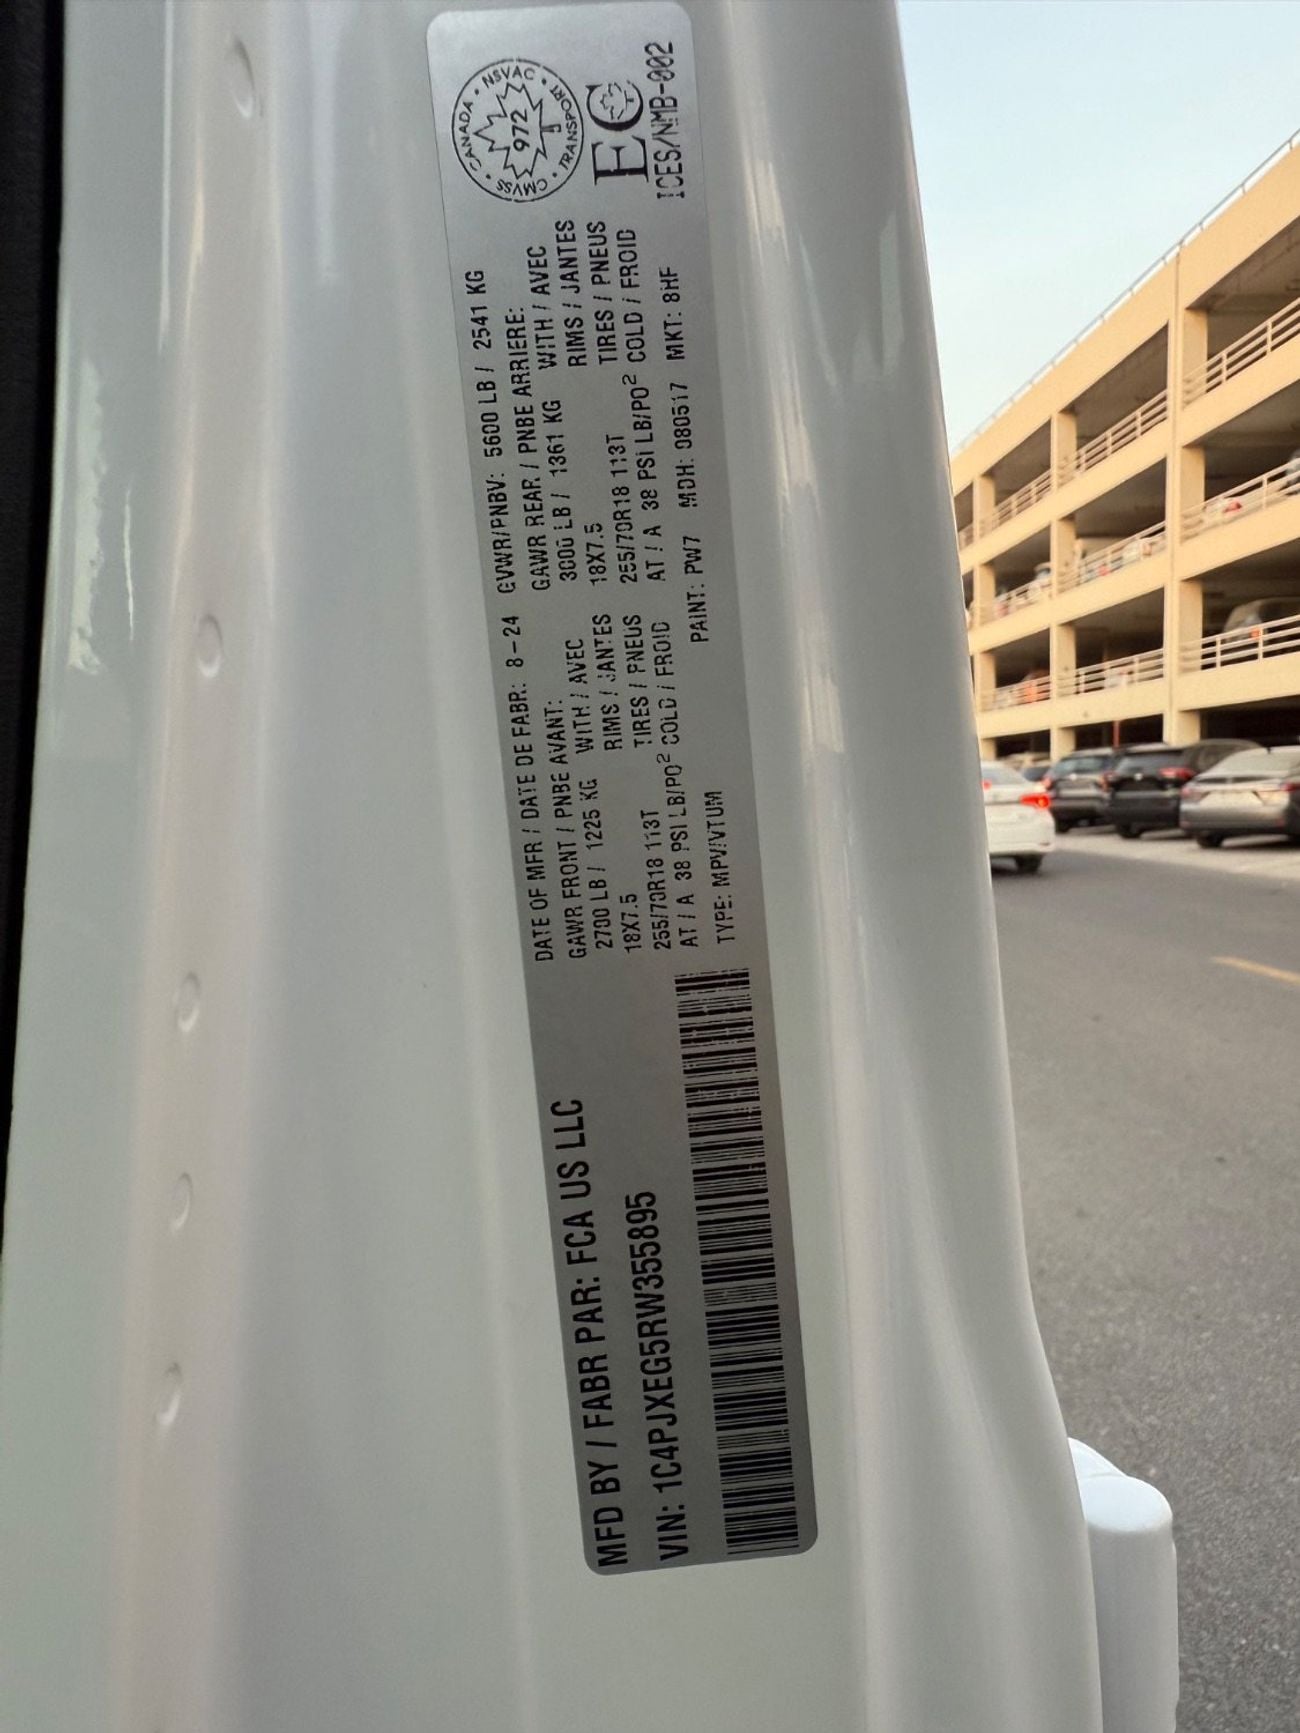 MFD BY / FABR PAR: FCA US LLC
VIN: 1C4PJXEG5RW355895
DATE OF MFR / DATE DE FABR.: 8-24
GAWR FRONT / PNBE AVANT:
2700 LB / 1225 KG WITH / AVEC
18X7.5 RIMS / JANTES
255/70R18 113T TIRES / PNEUS
AT / A 38 PSI LB/PO² COLD / FROID
TYPE: MPV/VTUM
GVWR/PNBV: 5600 LB / 2541 KG
GAWR REAR / PNBE ARRIERE:
3000 LB / 1361 KG WITH / AVEC
18X7.5 RIMS / JANTES
255/70R18 113T TIRES / PNEUS
AT / A 38 PSI LB/PO² COLD / FROID
PAINT: PW7 MDH: 080517 MKT: 8HF
CANADA • NSVAC • TRANSPORT • CMVSS •
972
EC
ICES/NMB-002